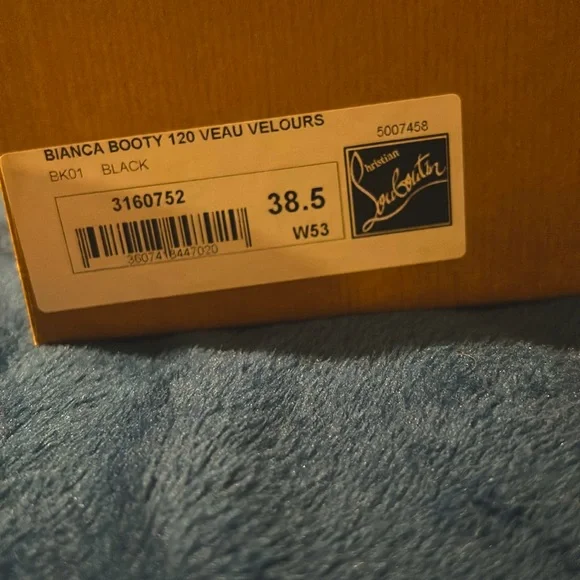 BIANCA BOOTY 120 VEAU VELOURS
5007458
BK01 BLACK
3160752
38.5
W53
3607418447020
Christian
Louboutin